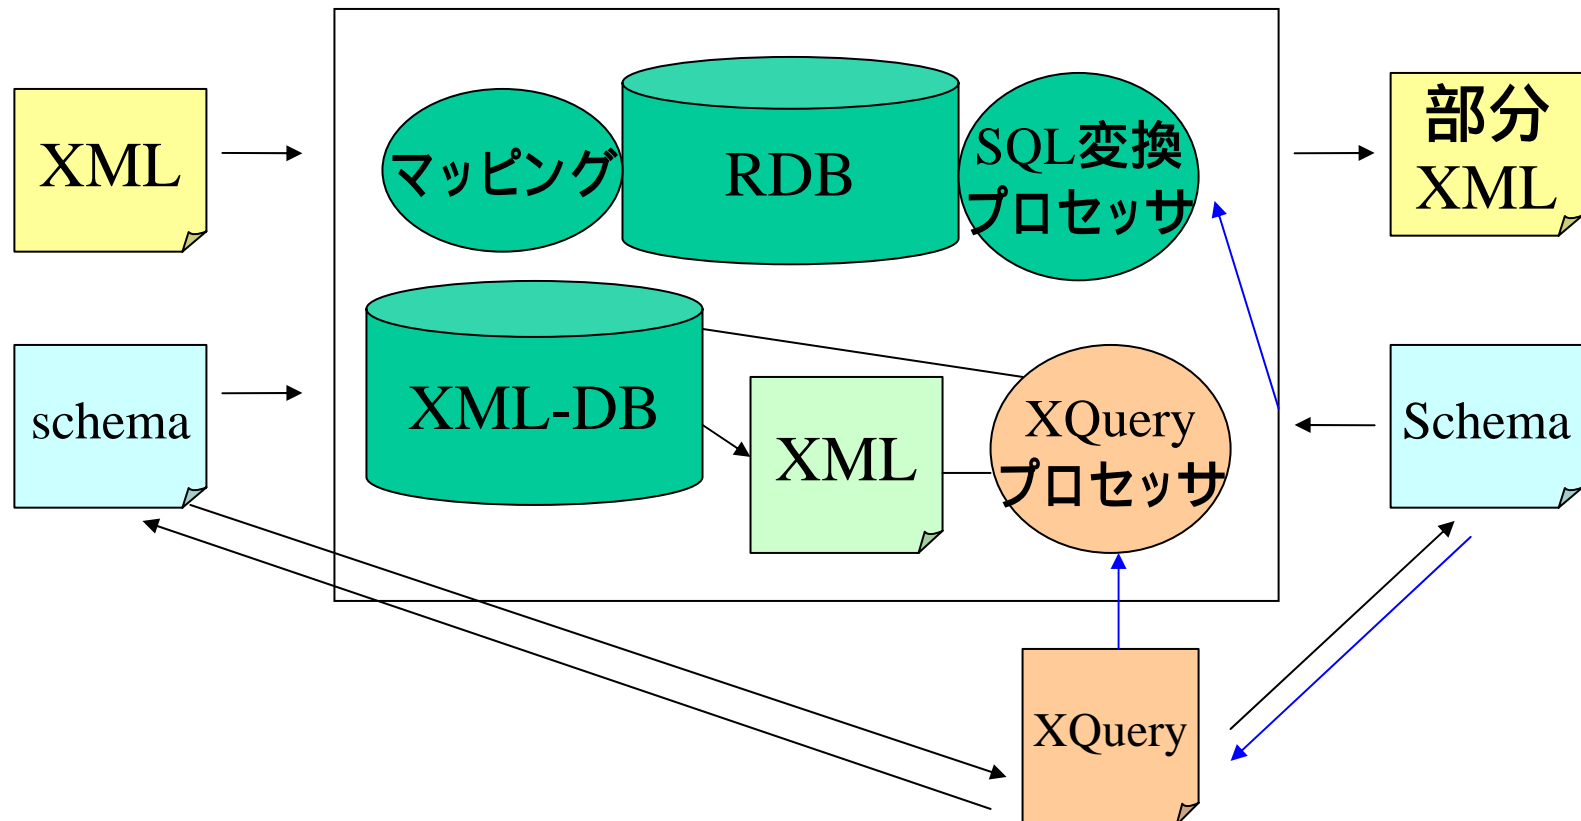 XML
マッピング
RDB
SQL変換
プロセッサ
部分
XML
schema
XML-DB
XML
XQuery
プロセッサ
Schema
XQuery